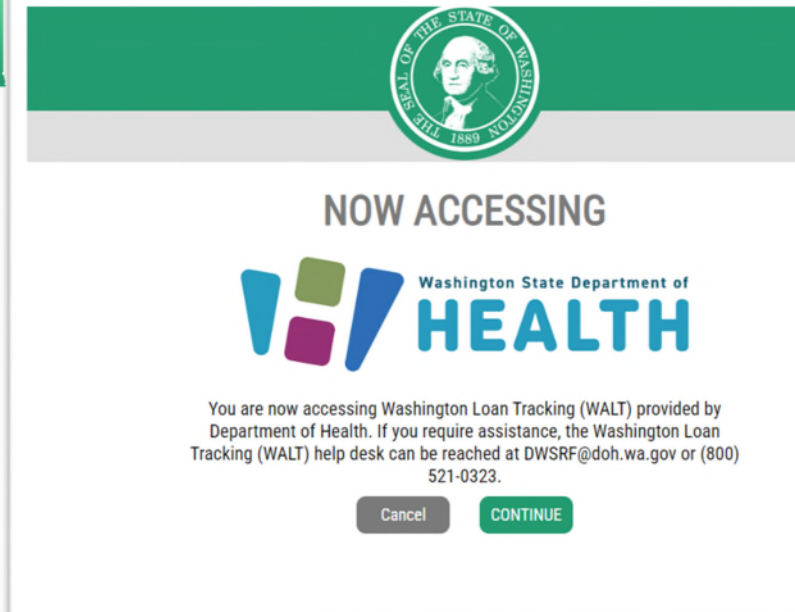 THE SEAL OF THE STATE OF WASHINGTON
1889
NOW ACCESSING
Washington State Department of
HEALTH
You are now accessing Washington Loan Tracking (WALT) provided by
Department of Health. If you require assistance, the Washington Loan
Tracking (WALT) help desk can be reached at DWSRF@doh.wa.gov or (800)
521-0323.
Cancel CONTINUE